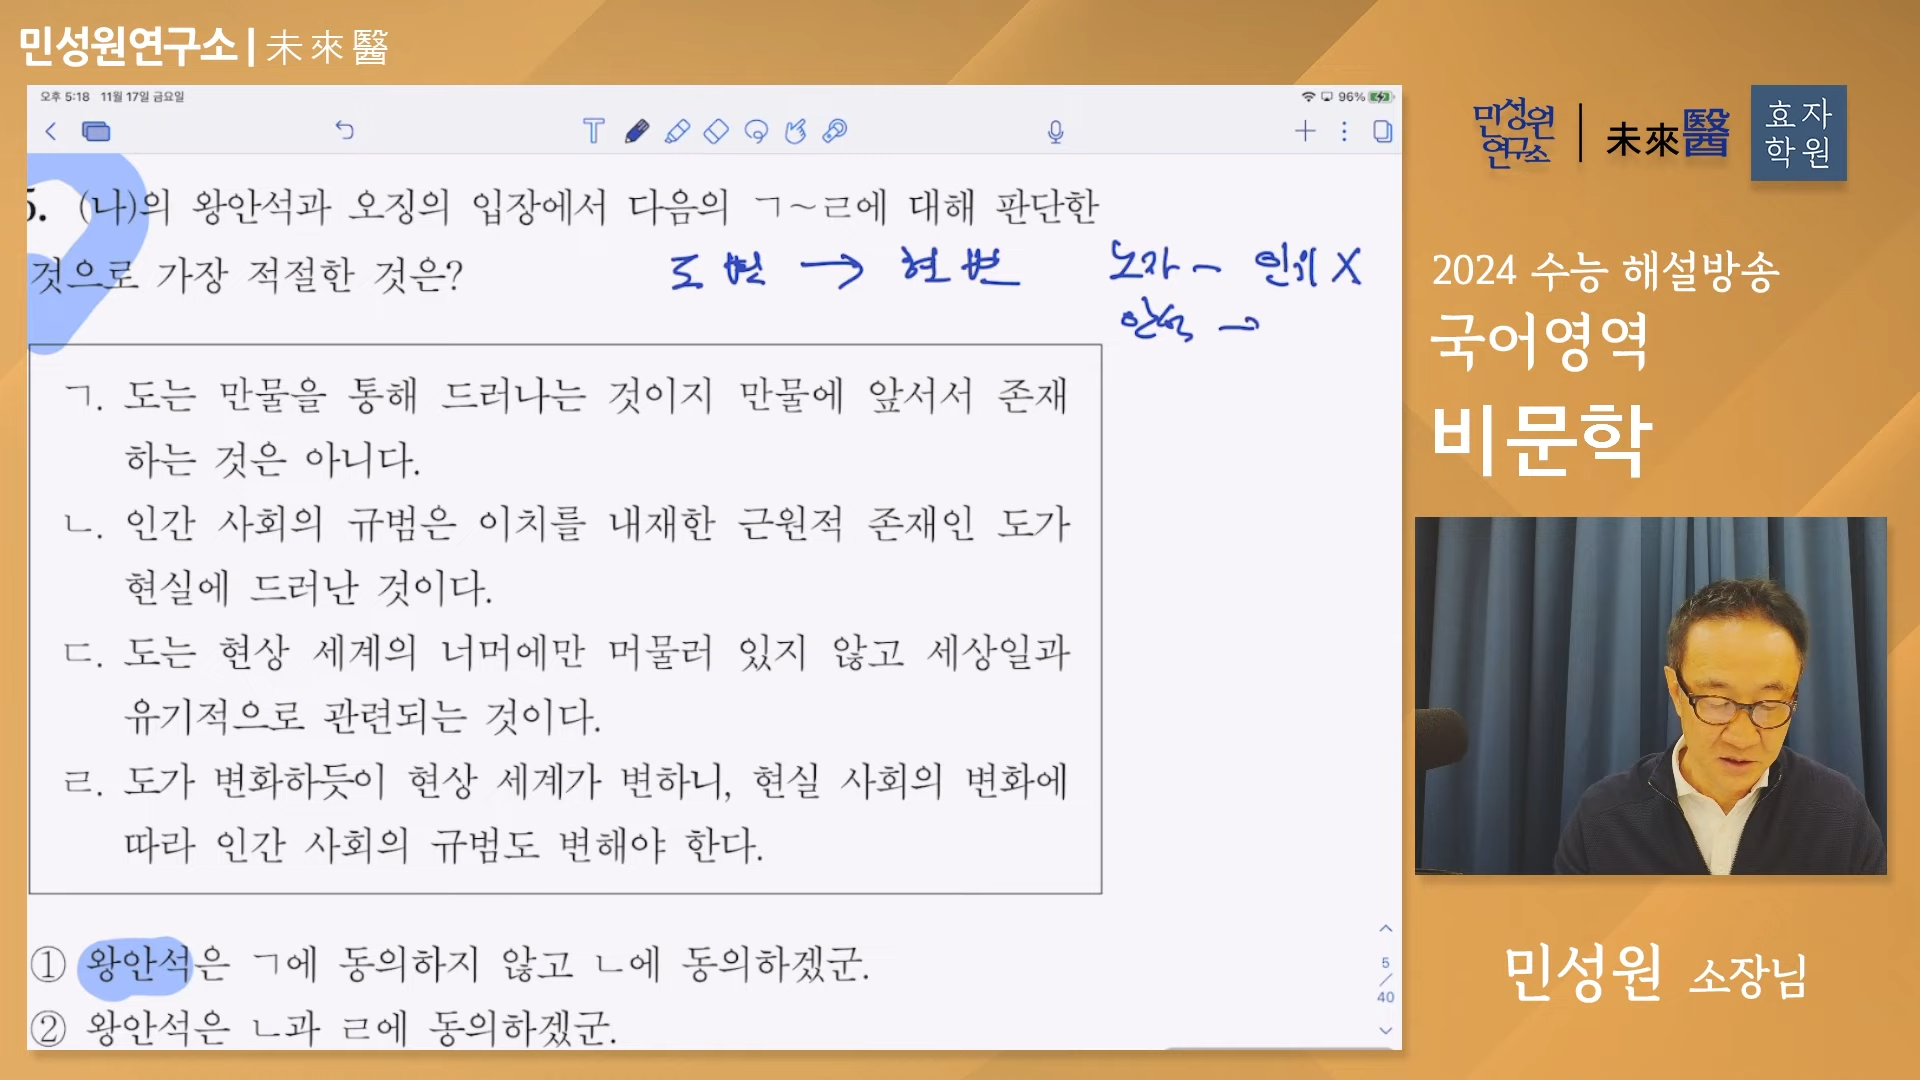 민성원연구소 | 未來醫
오후 5:18 11월 17일 금요일
96%
5. (나)의 왕안석과 오징의 입장에서 다음의 ㄱ～ㄹ에 대해 판단한
것으로 가장 적절한 것은?
도 변 → 현 변
노자 ~ 인위 X
안석 →
ㄱ. 도는 만물을 통해 드러나는 것이지 만물에 앞서서 존재
하는 것은 아니다.
ㄴ. 인간 사회의 규범은 이치를 내재한 근원적 존재인 도가
현실에 드러난 것이다.
ㄷ. 도는 현상 세계의 너머에만 머물러 있지 않고 세상일과
유기적으로 관련되는 것이다.
ㄹ. 도가 변화하듯이 현상 세계가 변하니, 현실 사회의 변화에
따라 인간 사회의 규범도 변해야 한다.
① 왕안석은 ㄱ에 동의하지 않고 ㄴ에 동의하겠군.
② 왕안석은 ㄴ과 ㄹ에 동의하겠군.
5
/
40
민성원
연구소
未來醫
효자
학원
2024 수능 해설방송
국어영역
비문학
민성원 소장님